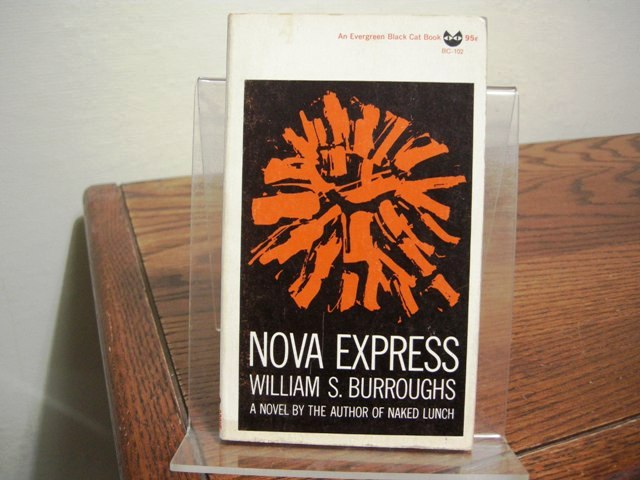 An Evergreen Black Cat Book 95¢
BC-102
NOVA EXPRESS
WILLIAM S. BURROUGHS
A NOVEL BY THE AUTHOR OF NAKED LUNCH